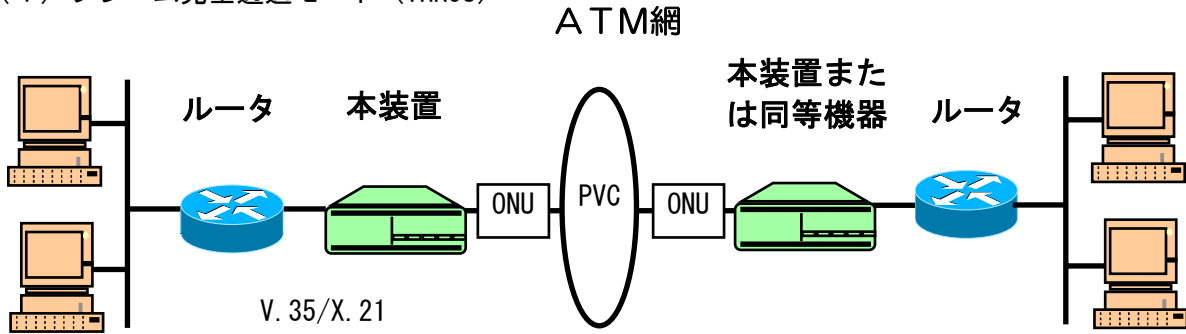 ATM網
ルータ
本装置
本装置また
は同等機器
ルータ
ONU
PVC
ONU
V.35/X.21